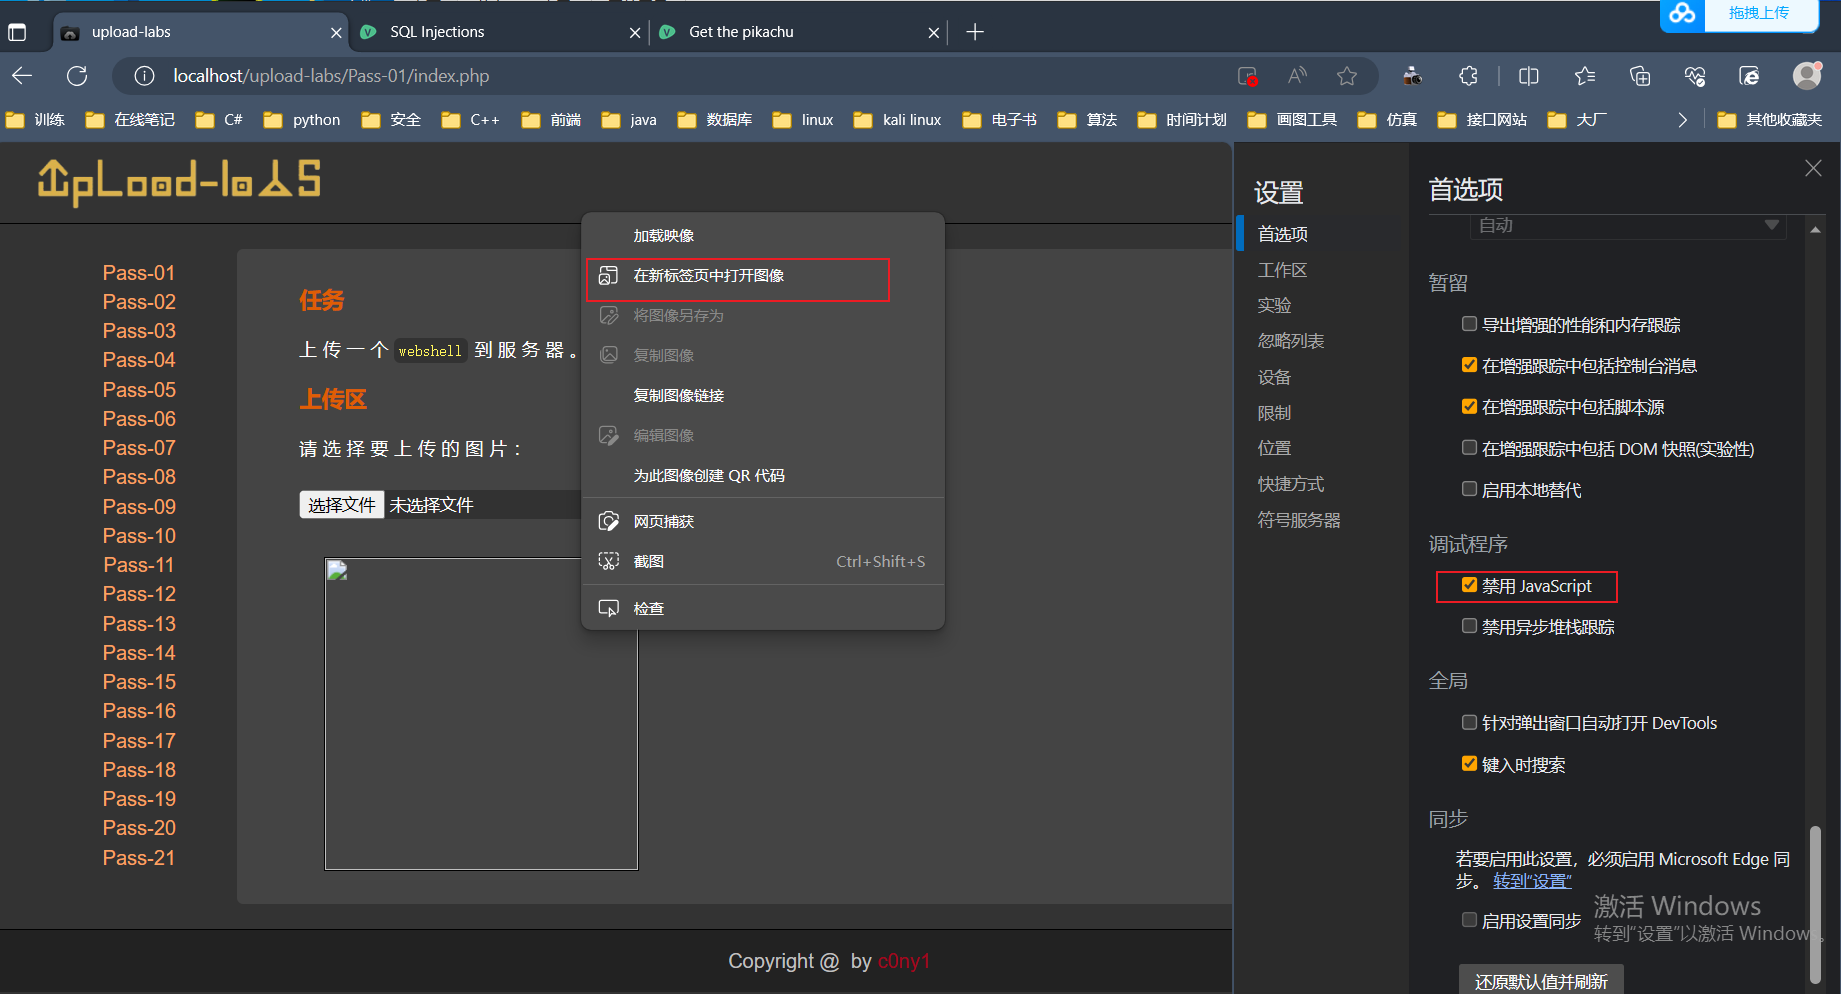 拖拽上传
upload-labs
SQL Injections
Get the pikachu
localhost/upload-labs/Pass-01/index.php
训练 在线笔记 C# python 安全 C++ 前端 java 数据库 linux kali linux 电子书 算法 时间计划 画图工具 仿真 接口网站 大厂 其他收藏夹
UpLoad-labS
Pass-01
Pass-02
Pass-03
Pass-04
Pass-05
Pass-06
Pass-07
Pass-08
Pass-09
Pass-10
Pass-11
Pass-12
Pass-13
Pass-14
Pass-15
Pass-16
Pass-17
Pass-18
Pass-19
Pass-20
Pass-21
任务
上传一个 webshell 到服务器。
上传区
请选择要上传的图片：
选择文件 未选择文件
加载映像
在新标签页中打开图像
将图像另存为
复制图像
复制图像链接
编辑图像
为此图像创建 QR 代码
网页捕获
截图 Ctrl+Shift+S
检查
Copyright @ by c0ny1
设置
首选项
工作区
实验
忽略列表
设备
限制
位置
快捷方式
符号服务器
首选项
自动
暂留
导出增强的性能和内存跟踪
在增强跟踪中包括控制台消息
在增强跟踪中包括脚本源
在增强跟踪中包括 DOM 快照(实验性)
启用本地替代
调试程序
禁用 JavaScript
禁用异步堆栈跟踪
全局
针对弹出窗口自动打开 DevTools
键入时搜索
同步
若要启用此设置，必须启用 Microsoft Edge 同
步。 转到“设置”
启用设置同步
激活 Windows
转到“设置”以激活 Windows。
还原默认值并刷新